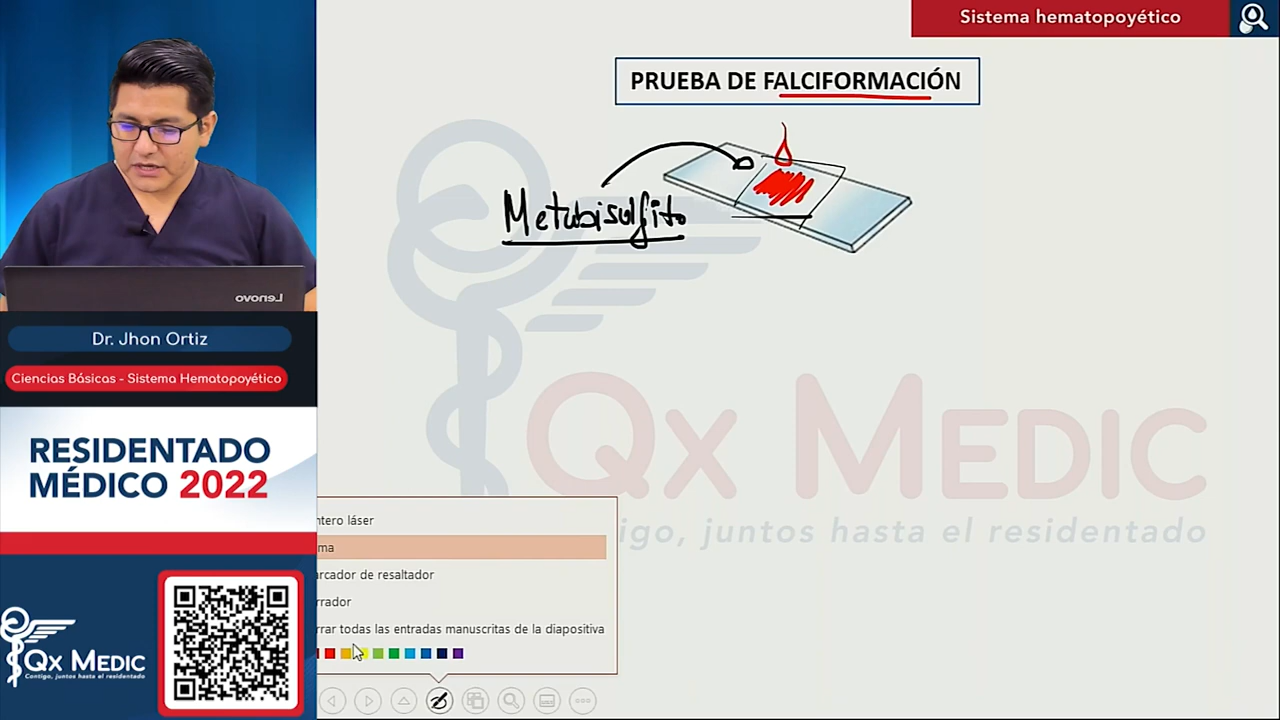 Sistema hematopoyético
PRUEBA DE FALCIFORMACIÓN
Metabisulfito
lenovo
Dr. Jhon Ortiz
Ciencias Básicas - Sistema Hematopoyético
RESIDENTADO
MÉDICO 2022
QX MEDIC
Contigo, juntos hasta el residentado
QX MEDIC
tigo, juntos hasta el residentado
ntero láser
ma
arcador de resaltador
rrador
rrar todas las entradas manuscritas de la diapositiva